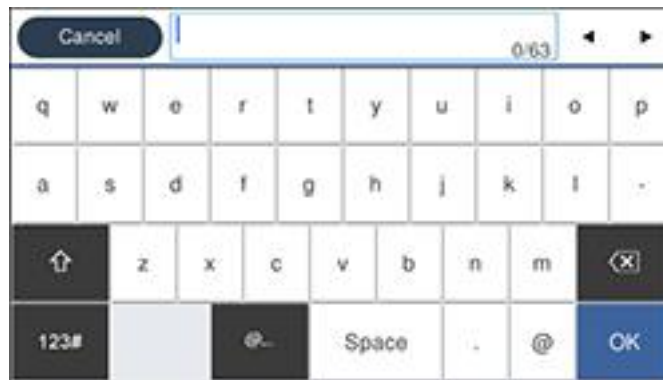 Cancel 0/63
q w e r t y u i o p
a s d f g h j k l -
z x c v b n m
123# @... Space . @ OK